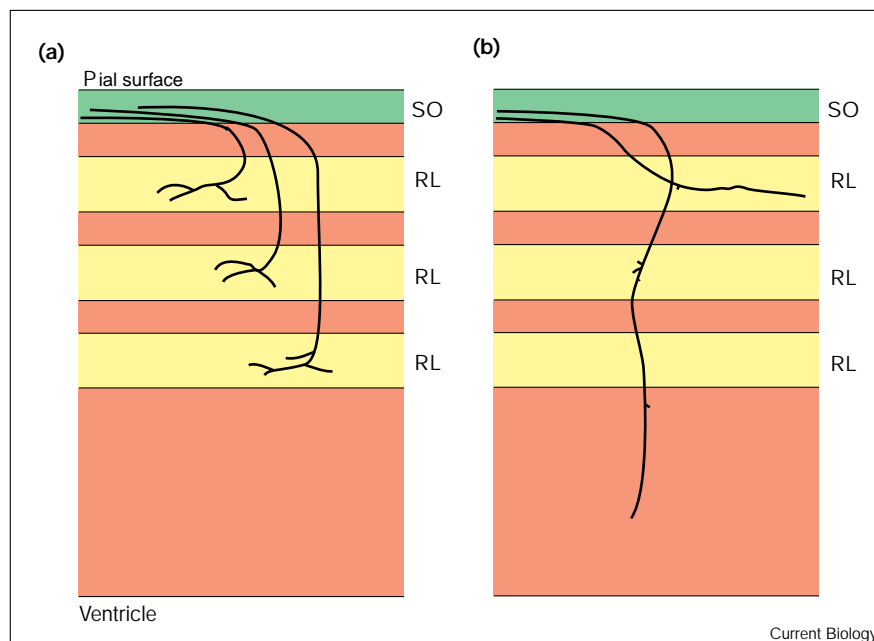 (a)
Pial surface
SO
RL
RL
RL
Ventricle
(b)
SO
RL
RL
RL
Current Biology